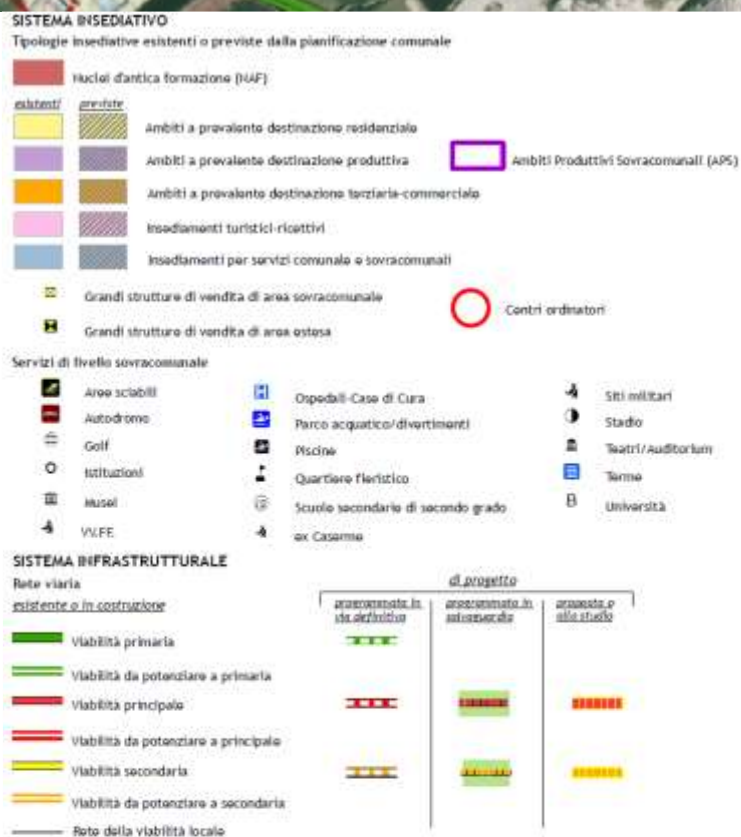 SISTEMA INSEDIATIVO
Tipologie insediative esistenti o previste dalla pianificazione comunale
Nuclei d'antica formazione (NAF)
esistenti previste
Ambiti a prevalente destinazione residenziale
Ambiti a prevalente destinazione produttiva
Ambiti Produttivi Sovracomunali (APS)
Ambiti a prevalente destinazione terziaria-commerciale
Insediamenti turistici-ricettivi
Insediamenti per servizi comunale e sovracomunali
Grandi strutture di vendita di area sovracomunale
Centri ordinatori
Grandi strutture di vendita di area estesa
Servizi di livello sovracomunale
Aree sciabili
Autodromo
Golf
Istituzioni
Musei
VV.FF.
Ospedali-Case di Cura
Parco acquatico/divertimenti
Piscine
Quartiere fieristico
Scuole secondarie di secondo grado
ex Caserme
Siti militari
Stadio
Teatri/Auditorium
Terme
Università
SISTEMA INFRASTRUTTURALE
Rete viaria
esistente o in costruzione
di progetto
programmata in
via definitiva
programmata in
salvaguardia
proposta o
allo studio
Viabilità primaria
Viabilità da potenziare a primaria
Viabilità principale
Viabilità da potenziare a principale
Viabilità secondaria
Viabilità da potenziare a secondaria
Rete della viabilità locale